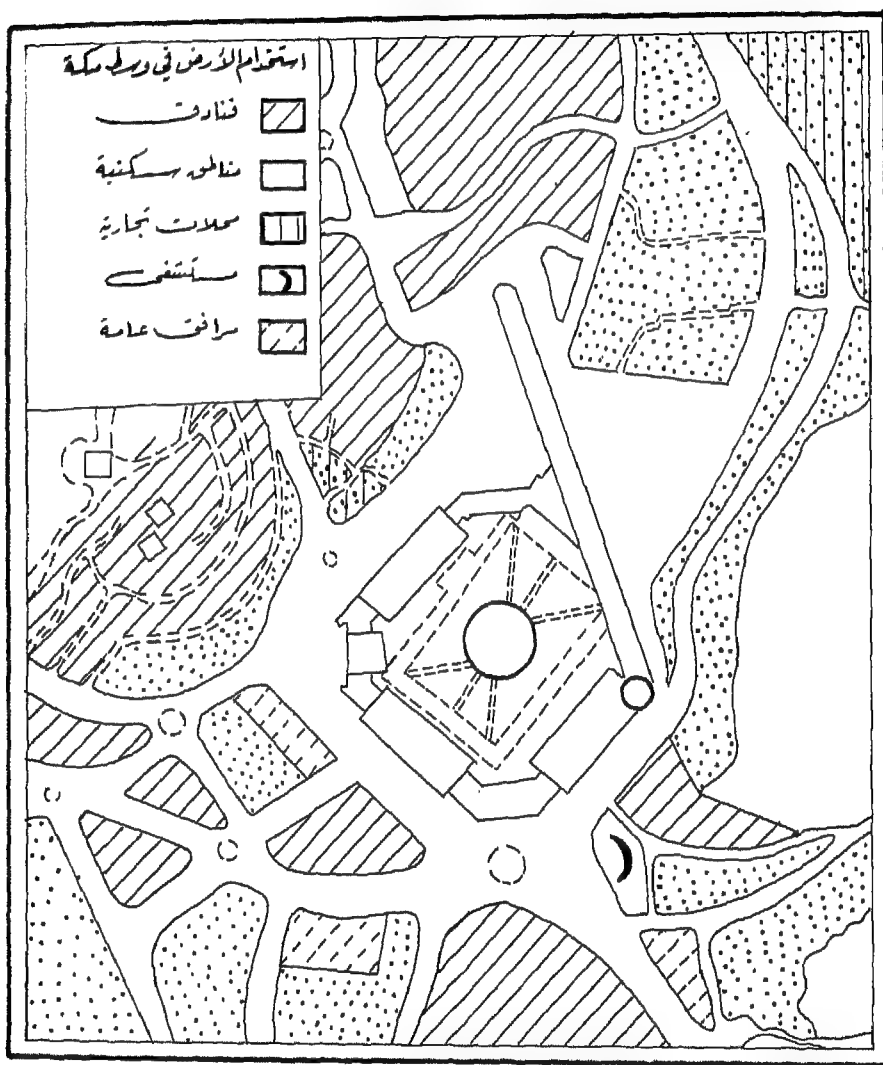 استخدام الأرض في وسط مكة
فنادق
مناطق سكنية
محلات تجارية
مستشفى
مرافق عامة